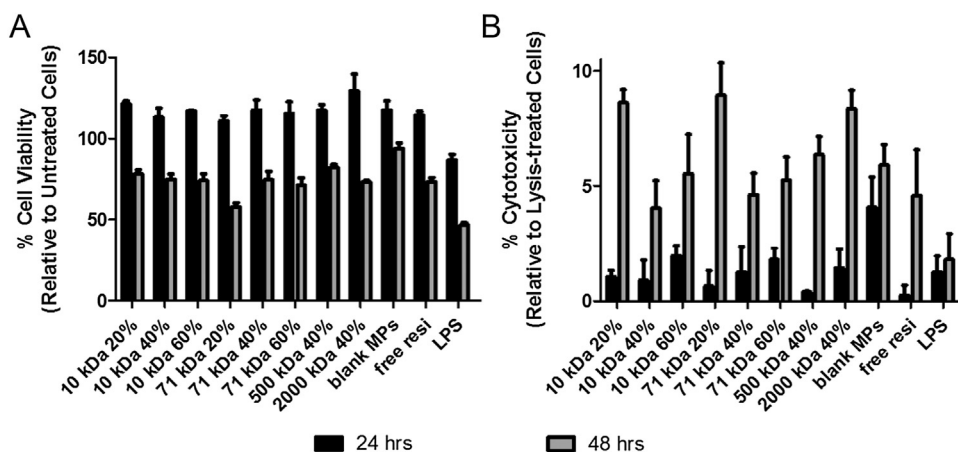 A
% Cell Viability
(Relative to Untreated Cells)
150
100
50
0
10 kDa 20%
10 kDa 40%
10 kDa 60%
71 kDa 20%
71 kDa 40%
71 kDa 60%
500 kDa 40%
2000 kDa 40%
blank MPs
free resi
LPS
B
% Cytotoxicity
(Relative to Lysis-treated Cells)
10
5
0
10 kDa 20%
10 kDa 40%
10 kDa 60%
71 kDa 20%
71 kDa 40%
71 kDa 60%
500 kDa 40%
2000 kDa 40%
blank MPs
free resi
LPS
24 hrs
48 hrs